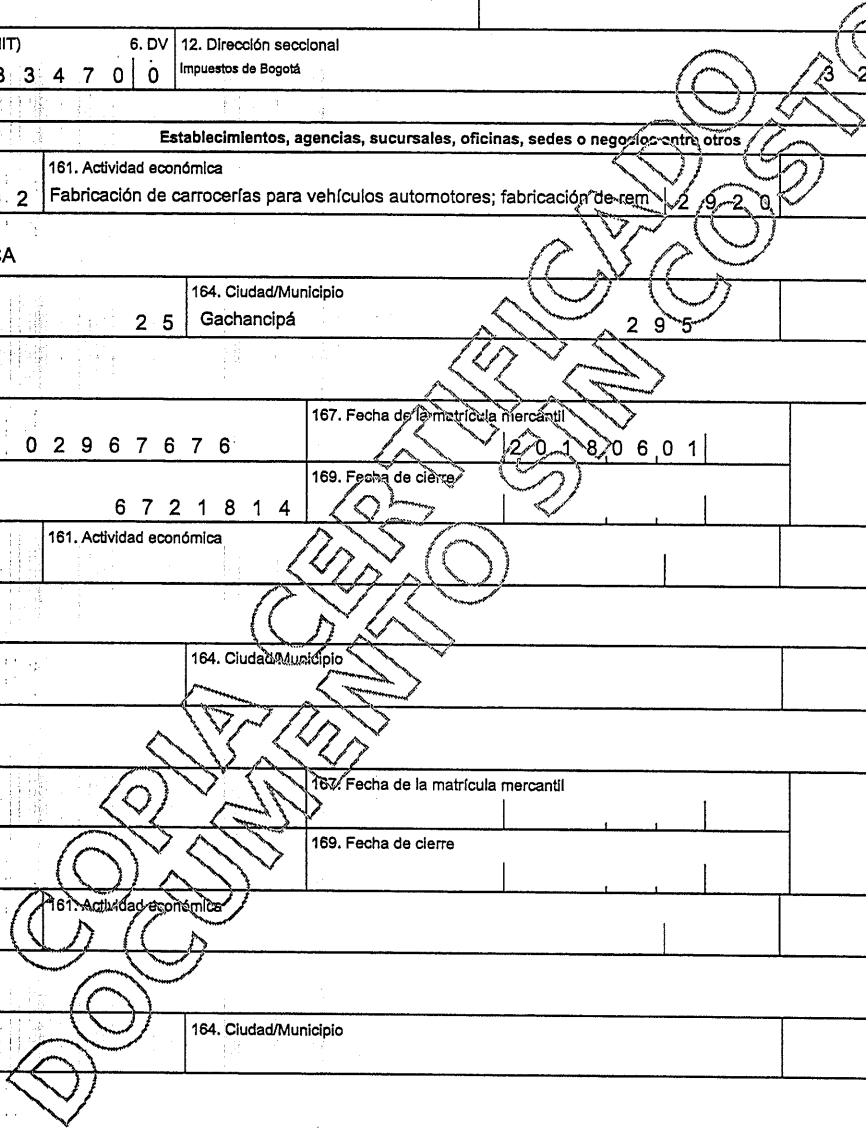 IIT) 6. DV 12. Dirección seccional
3 3 4 7 0 0 Impuestos de Bogotá 3 2
Establecimientos, agencias, sucursales, oficinas, sedes o negocios entre otros
161. Actividad económica
2 Fabricación de carrocerías para vehículos automotores; fabricación de rem 2 9 2 0
CA
164. Ciudad/Municipio
2 5 Gachancipá 2 9 5
167. Fecha de la matrícula mercantil
0 2 9 6 7 6 7 6 2 0 1 8 0 6 0 1
169. Fecha de cierre
6 7 2 1 8 1 4
161. Actividad económica
164. Ciudad/Municipio
167. Fecha de la matrícula mercantil
169. Fecha de cierre
161. Actividad económica
164. Ciudad/Municipio
COPIA CERTIFICADO
DOCUMENTO SIN COSTO